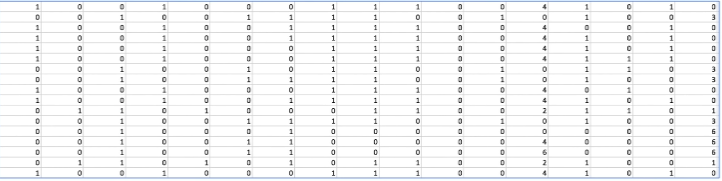 1 0 0 1 0 0 0 1 1 1 0 0 4 1 0 1 0
0 0 1 0 0 1 1 1 1 0 0 1 0 1 0 0 3
1 0 0 1 0 0 1 1 1 1 0 0 4 0 0 1 0
1 0 0 1 0 0 1 1 1 1 0 0 4 1 0 1 0
1 0 0 1 0 0 0 1 1 1 0 0 4 1 0 1 0
1 0 0 1 0 0 0 1 1 1 0 0 4 1 1 1 0
0 0 1 0 0 1 0 1 1 0 0 1 0 1 1 0 3
0 0 1 0 0 1 1 1 1 0 0 1 0 1 0 0 3
1 0 0 1 0 0 0 1 1 1 0 0 4 0 1 0 0
1 0 0 1 0 0 1 1 1 1 0 0 4 1 0 1 0
0 1 1 0 1 0 0 0 1 1 0 0 2 1 1 0 1
0 0 1 0 0 1 1 1 1 0 0 1 0 1 0 0 3
0 0 1 0 0 0 1 0 0 0 0 0 0 0 0 0 6
0 0 1 0 0 1 1 0 0 0 0 0 4 0 0 0 6
0 0 1 0 0 1 1 0 0 0 0 0 6 0 0 0 6
0 1 1 0 1 0 1 0 1 1 0 0 2 1 1 0 1
1 0 0 1 0 0 0 1 1 1 0 0 4 1 0 1 0